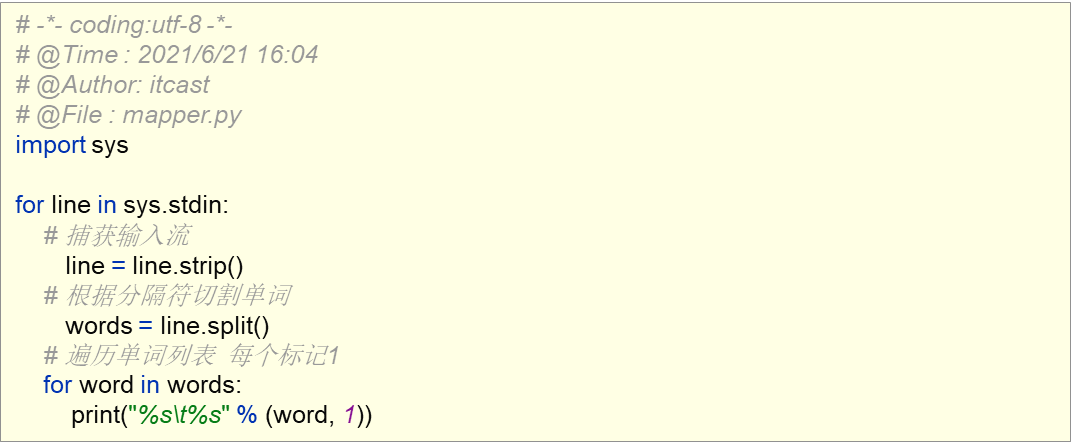 # -*- coding:utf-8 -*-
# @Time : 2021/6/21 16:04
# @Author: itcast
# @File : mapper.py
import sys
for line in sys.stdin:
# 捕获输入流
line = line.strip()
# 根据分隔符切割单词
words = line.split()
# 遍历单词列表 每个标记1
for word in words:
print("%s\t%s" % (word, 1))